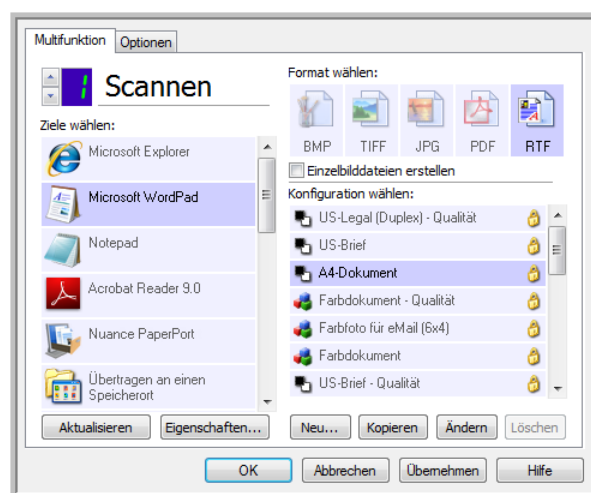 Multifunktion
Optionen
1
Scannen
Ziele wählen:
Microsoft Explorer
Microsoft WordPad
Notepad
Acrobat Reader 9.0
Nuance PaperPort
Übertragen an einen
Speicherort
Aktualisieren
Eigenschaften...
Format wählen:
BMP
TIFF
JPG
PDF
RTF
Einzelbilddateien erstellen
Konfiguration wählen:
US-Legal (Duplex) - Qualität
US-Brief
A4-Dokument
Farbdokument - Qualität
Farbfoto für eMail (6x4)
Farbdokument
US-Brief - Qualität
Neu...
Kopieren
Ändern
Löschen
OK
Abbrechen
Übernehmen
Hilfe